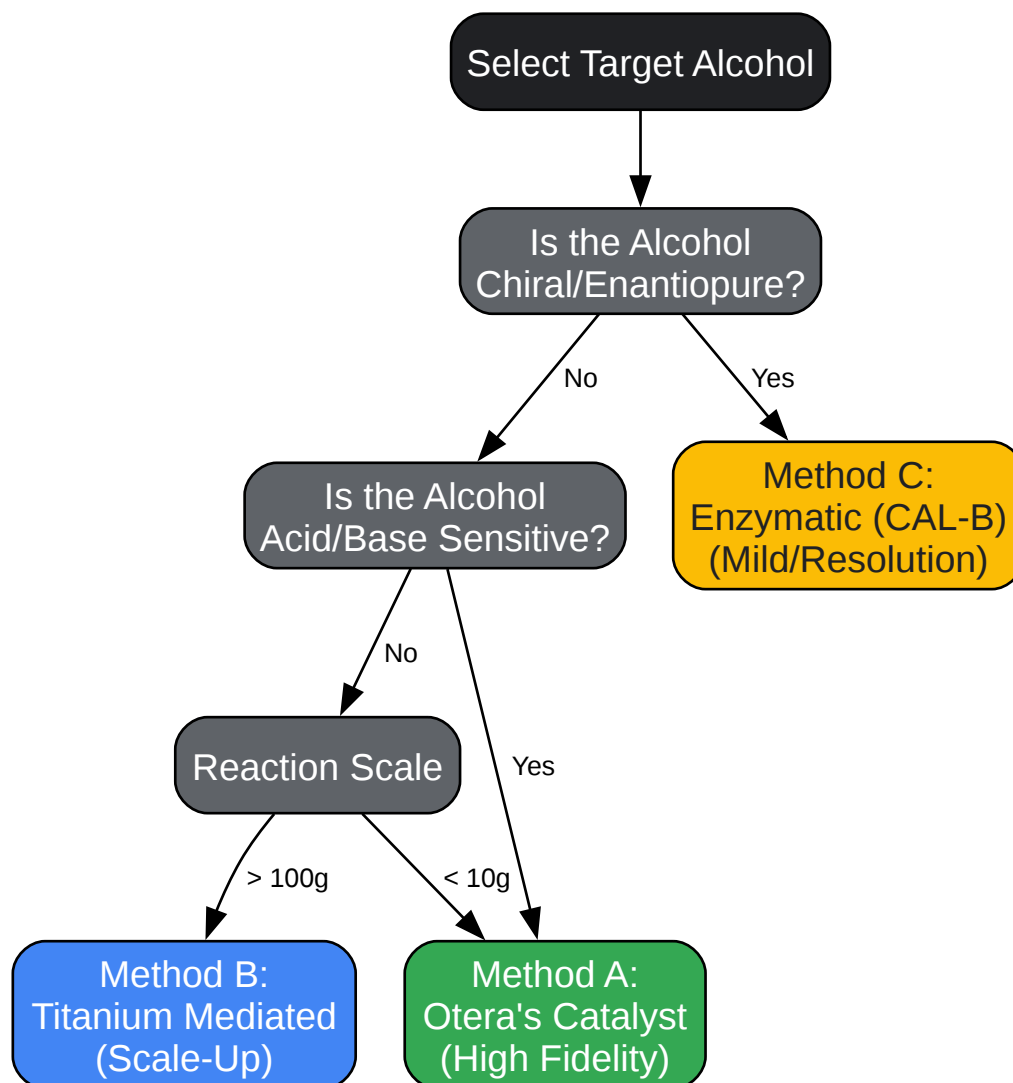 Select Target Alcohol
Is the Alcohol
Chiral/Enantiopure?
No
Yes
Is the Alcohol
Acid/Base Sensitive?
Method C:
Enzymatic (CAL-B)
(Mild/Resolution)
No
Yes
Reaction Scale
> 100g
< 10g
Method B:
Titanium Mediated
(Scale-Up)
Method A:
Otera's Catalyst
(High Fidelity)